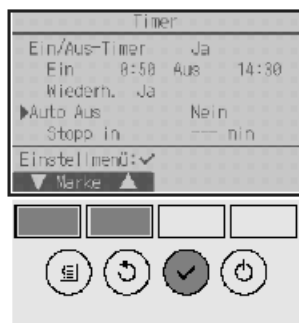 Timer
Ein/Aus-Timer Ja
Ein 8:50 Aus 14:30
Wiederh. Ja
▶Auto Aus Nein
Stopp in --- min
Einstellmenü:✓
▼ Marke ▲